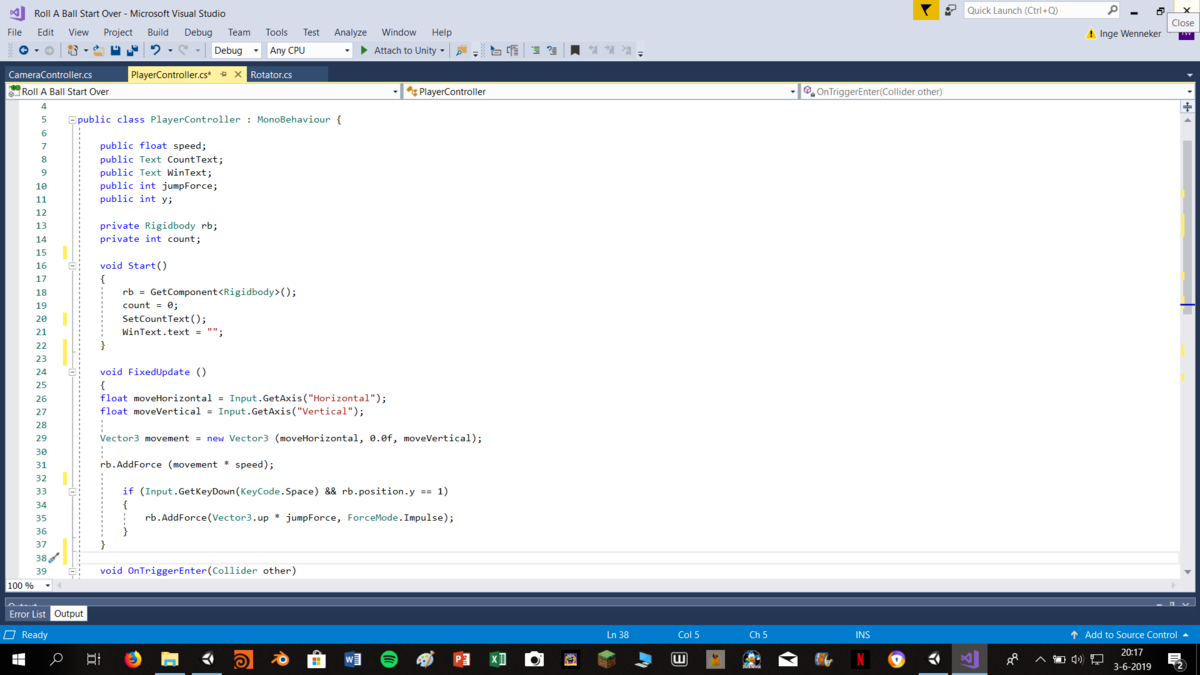 Roll A Ball Start Over - Microsoft Visual Studio
Quick Launch (Ctrl+Q)
Close
File Edit View Project Build Debug Team Tools Test Analyze Window Help
Inge Wenneker
Debug Any CPU Attach to Unity
CameraController.cs PlayerController.cs* Rotator.cs
Roll A Ball Start Over PlayerController OnTriggerEnter(Collider other)
4
5 public class PlayerController : MonoBehaviour {
6
7 public float speed;
8 public Text CountText;
9 public Text WinText;
10 public int jumpForce;
11 public int y;
12
13 private Rigidbody rb;
14 private int count;
15
16 void Start()
17 {
18 rb = GetComponent<Rigidbody>();
19 count = 0;
20 SetCountText();
21 WinText.text = "";
22 }
23
24 void FixedUpdate ()
25 {
26 float moveHorizontal = Input.GetAxis("Horizontal");
27 float moveVertical = Input.GetAxis("Vertical");
28
29 Vector3 movement = new Vector3 (moveHorizontal, 0.0f, moveVertical);
30
31 rb.AddForce (movement * speed);
32
33 if (Input.GetKeyDown(KeyCode.Space) && rb.position.y == 1)
34 {
35 rb.AddForce(Vector3.up * jumpForce, ForceMode.Impulse);
36 }
37 }
38
39 void OnTriggerEnter(Collider other)
100 %
Error List Output
Ready Ln 38 Col 5 Ch 5 INS Add to Source Control
20:17
3-6-2019
2